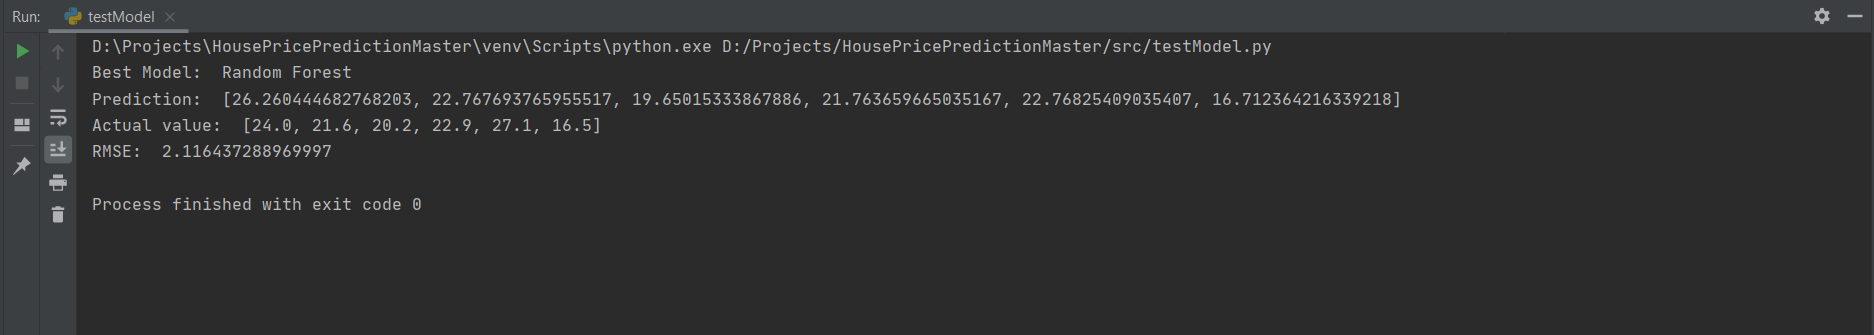 Run: testModel
D:\Projects\HousePricePredictionMaster\venv\Scripts\python.exe D:/Projects/HousePricePredictionMaster/src/testModel.py
Best Model:  Random Forest
Prediction:  [26.260444682768203, 22.767693765955517, 19.65015333867886, 21.763659665035167, 22.76825409035407, 16.712364216339218]
Actual value:  [24.0, 21.6, 20.2, 22.9, 27.1, 16.5]
RMSE:  2.116437288969997
Process finished with exit code 0